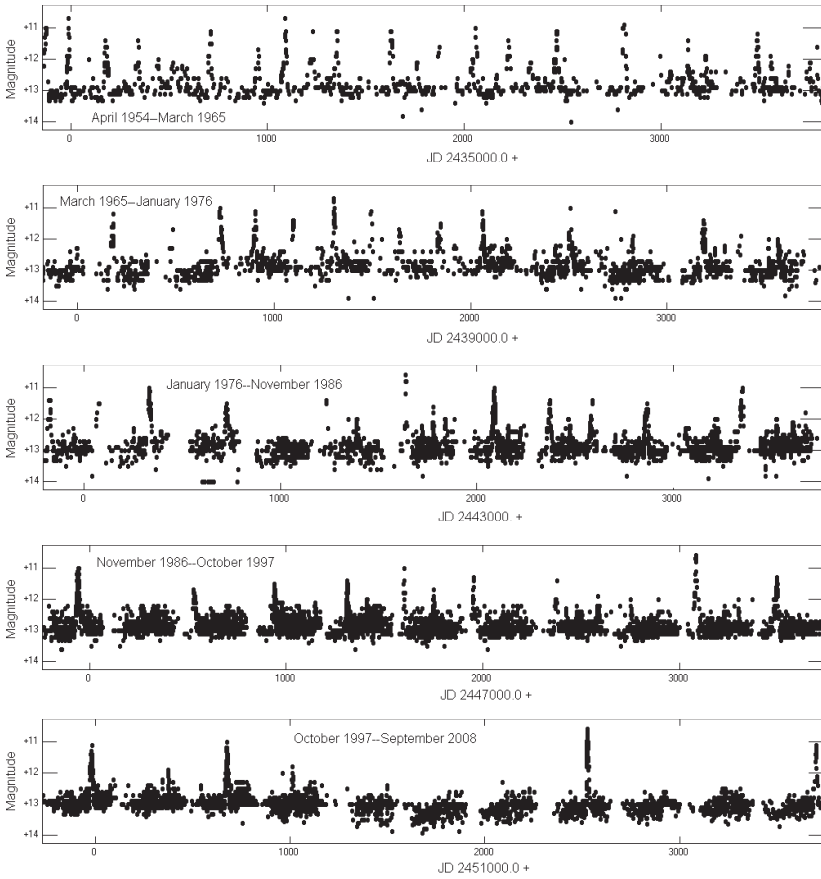 Magnitude
+11
+12
+13
+14
April 1954--March 1965
0
1000
2000
3000
JD 2435000.0 +
March 1965--January 1976
Magnitude
+11
+12
+13
+14
0
1000
2000
3000
JD 2439000.0 +
January 1976--November 1986
Magnitude
+11
+12
+13
+14
0
1000
2000
3000
JD 2443000. +
November 1986--October 1997
Magnitude
+11
+12
+13
+14
0
1000
2000
3000
JD 2447000.0 +
October 1997--September 2008
Magnitude
+11
+12
+13
+14
0
1000
2000
3000
JD 2451000.0 +